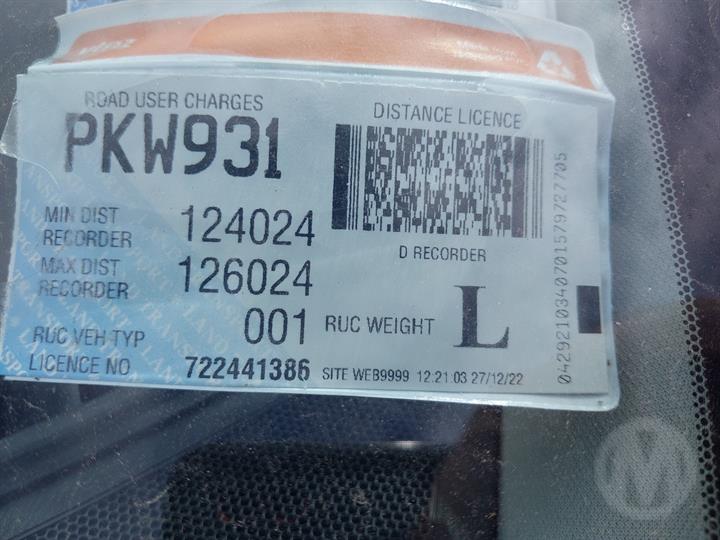 ROAD USER CHARGES
PKW931
DISTANCE LICENCE
MIN DIST RECORDER 124024
MAX DIST RECORDER 126024
D RECORDER
RUC VEH TYP 001
RUC WEIGHT L
LICENCE NO 722441386
SITE WEB9999 12:21:03 27/12/22
0429210340701579727705